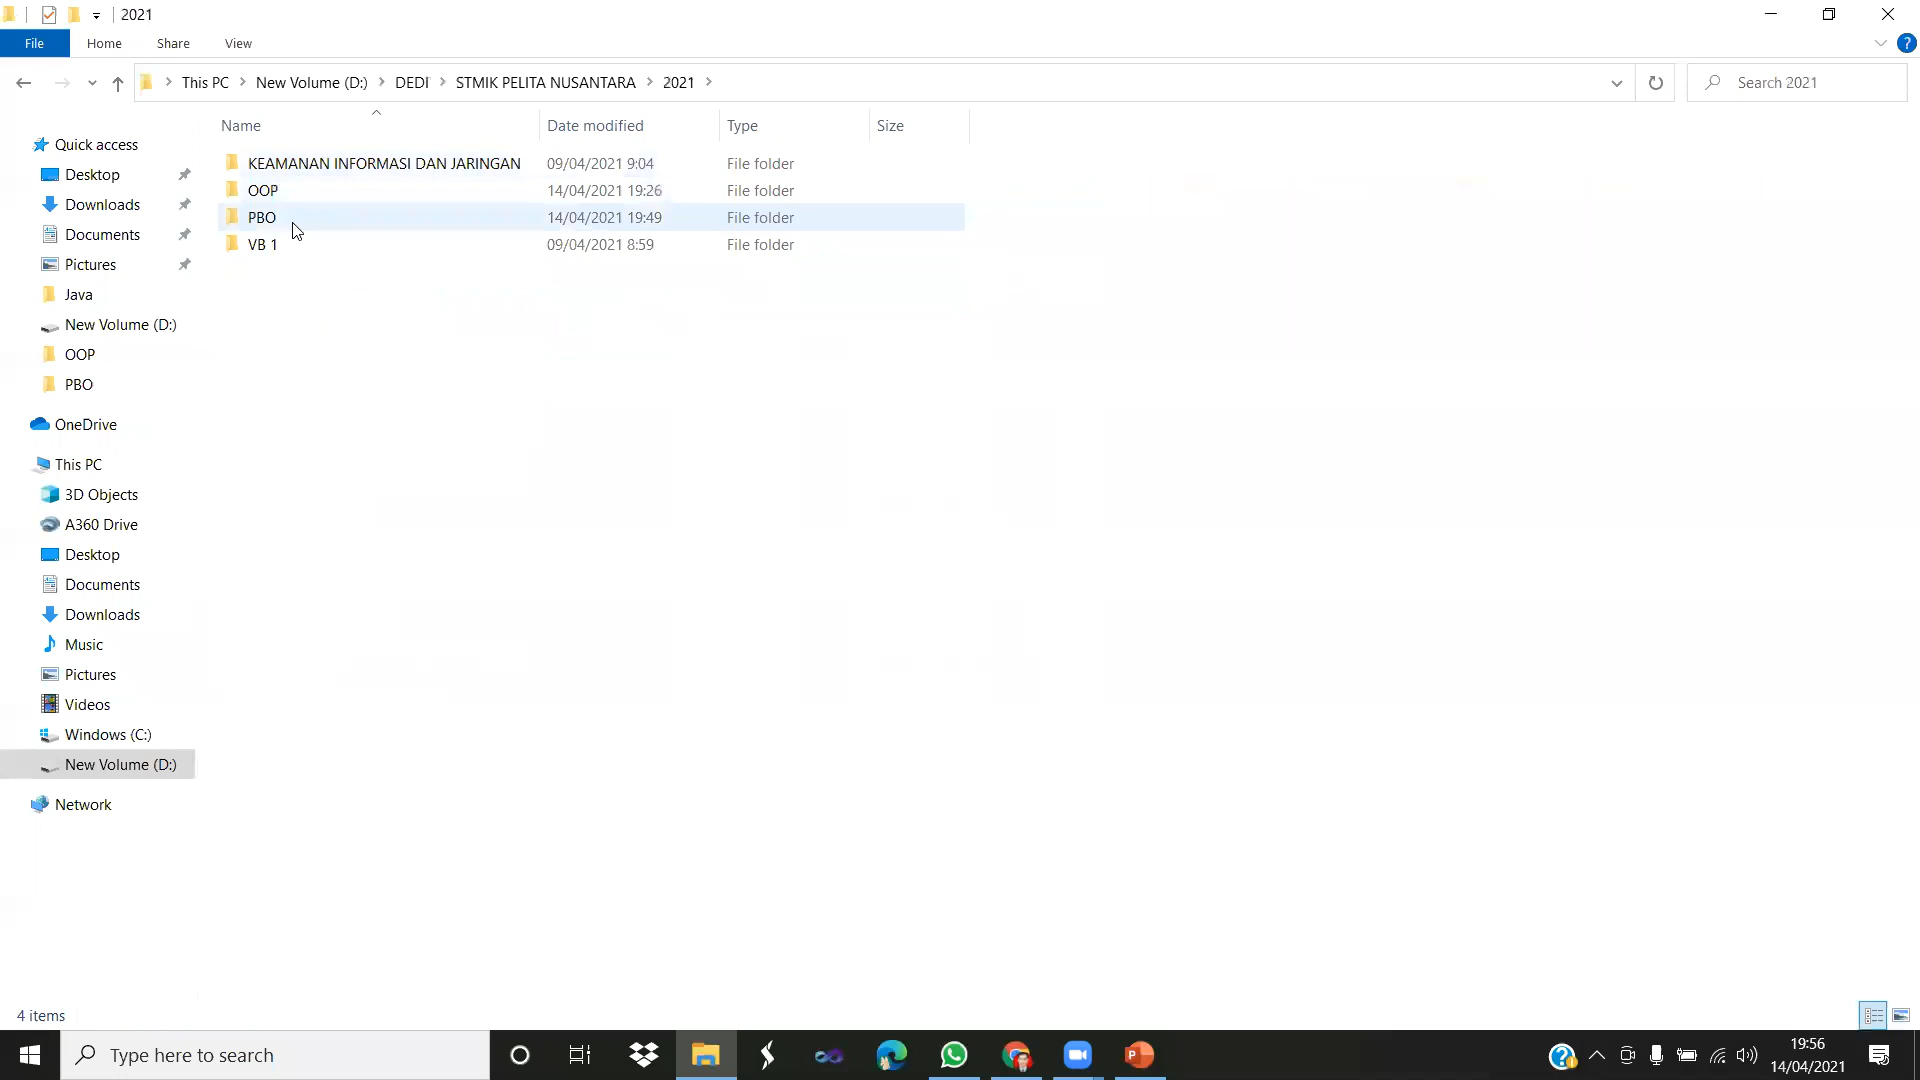 2021
File Home Share View
This PC New Volume (D:) DEDI STMIK PELITA NUSANTARA 2021
Search 2021
Name Date modified Type Size
KEAMANAN INFORMASI DAN JARINGAN 09/04/2021 9:04 File folder
OOP 14/04/2021 19:26 File folder
PBO 14/04/2021 19:49 File folder
VB 1 09/04/2021 8:59 File folder
Quick access
Desktop
Downloads
Documents
Pictures
Java
New Volume (D:)
OOP
PBO
OneDrive
This PC
3D Objects
A360 Drive
Desktop
Documents
Downloads
Music
Pictures
Videos
Windows (C:)
New Volume (D:)
Network
4 items
Type here to search
19:56
14/04/2021